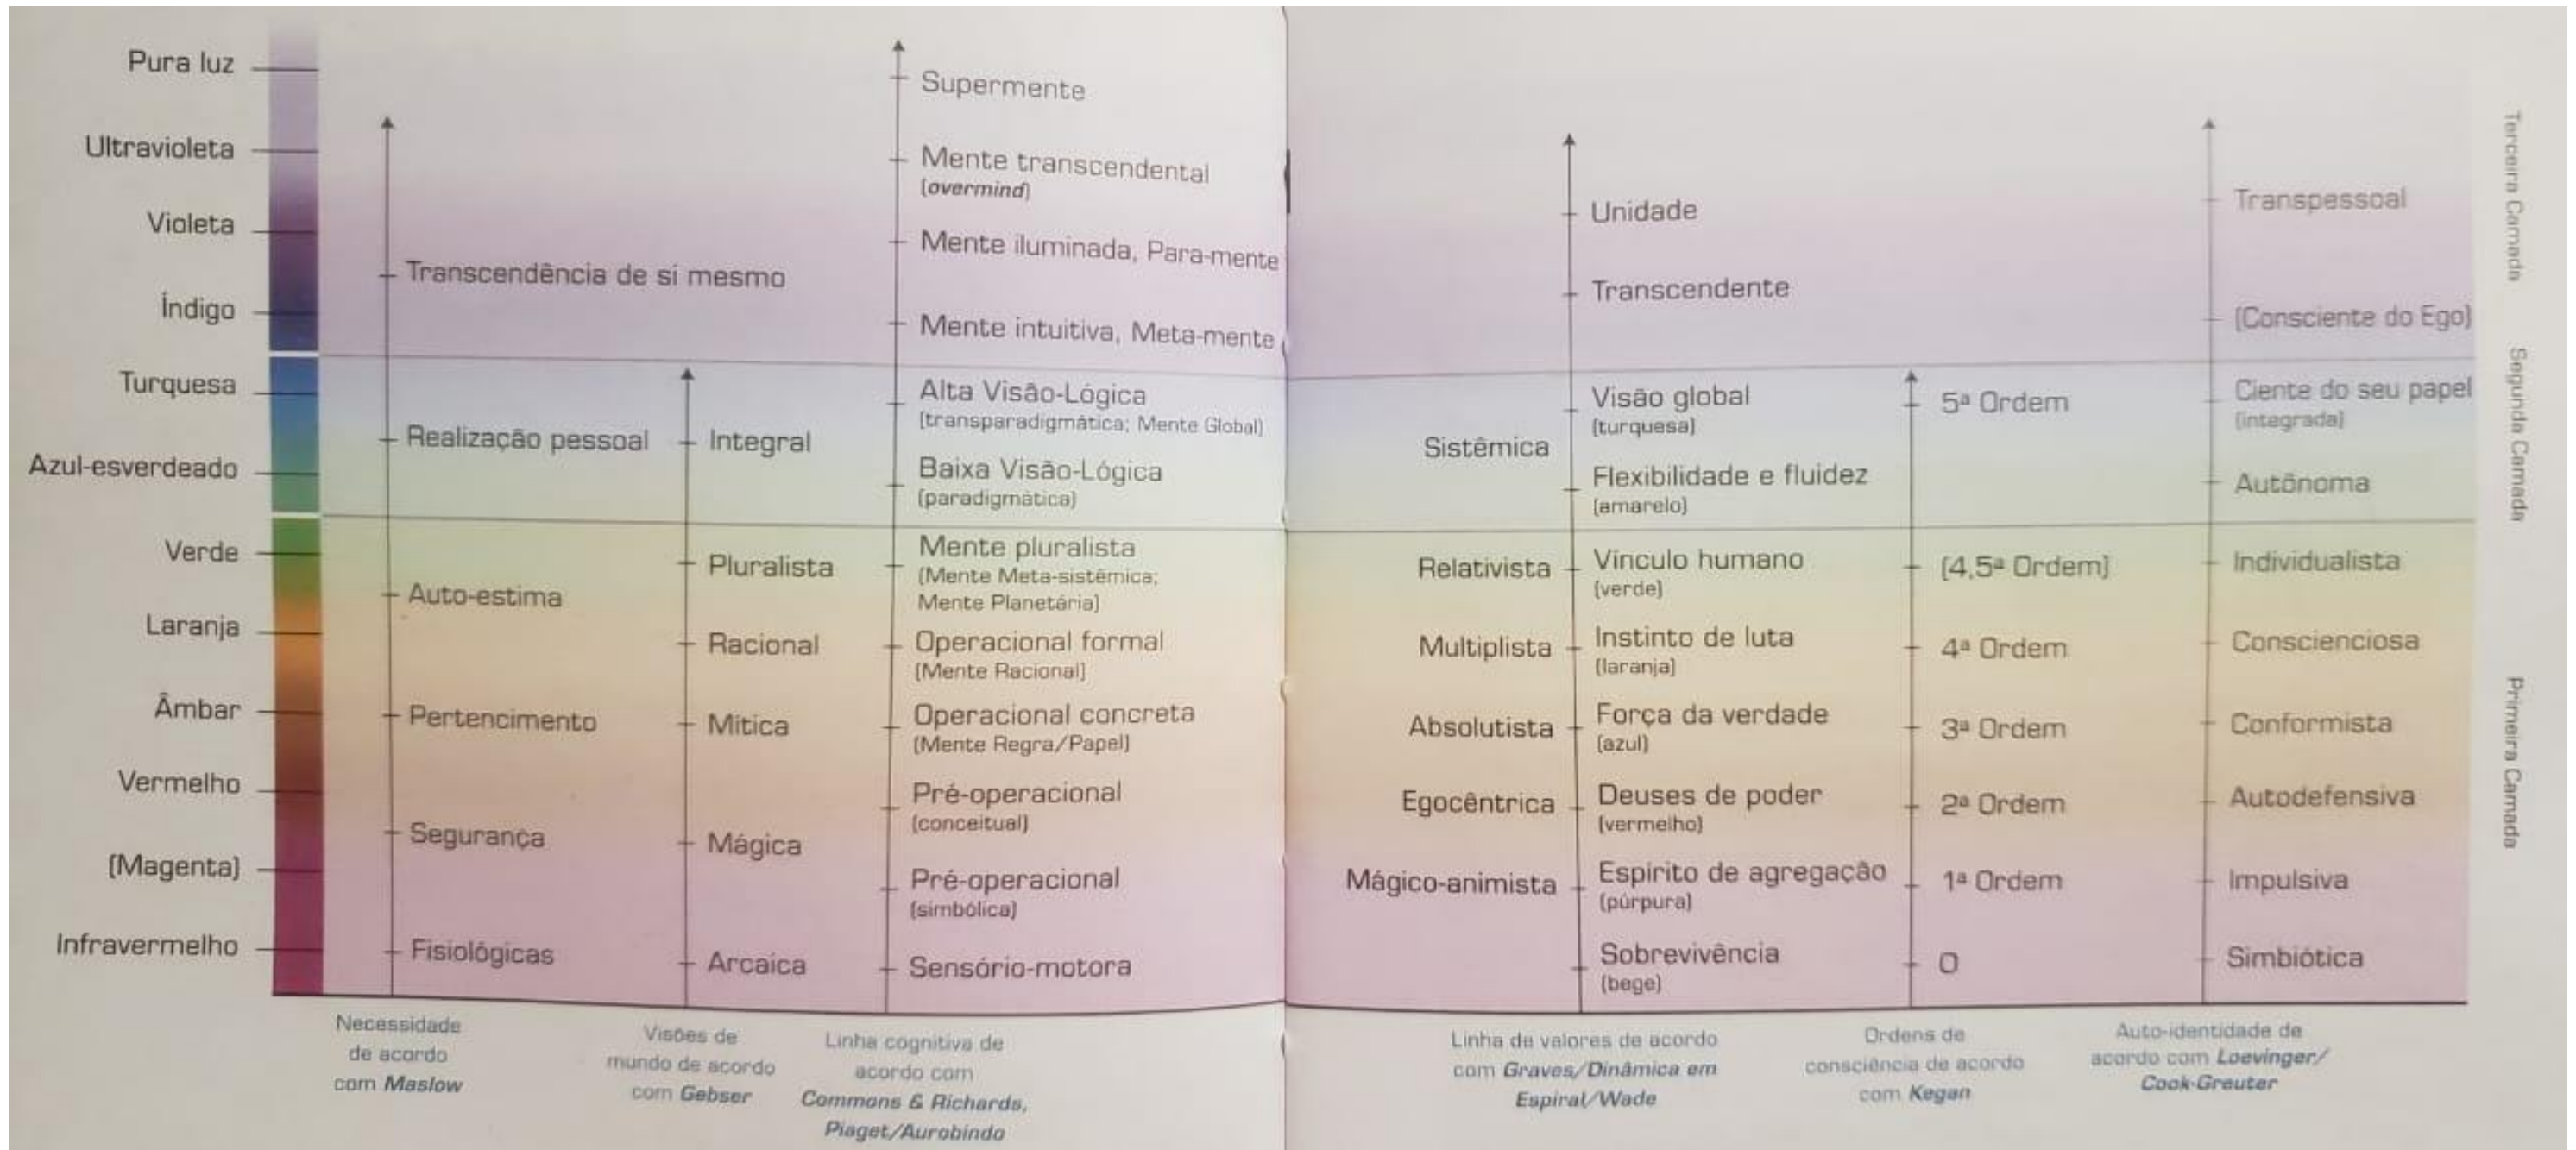 Pura luz
Ultravioleta
Violeta
Índigo
Turquesa
Azul-esverdeado
Verde
Laranja
Âmbar
Vermelho
(Magenta)
Infravermelho
Transcendência de si mesmo
Realização pessoal
Auto-estima
Pertencimento
Segurança
Fisiológicas
Necessidade
de acordo
com Maslow
Integral
Pluralista
Racional
Mítica
Mágica
Arcaica
Visões de
mundo de acordo
com Gebser
Supermente
Mente transcendental
(overmind)
Mente iluminada, Para-mente
Mente intuitiva, Meta-mente
Alta Visão-Lógica
(transparadigmática; Mente Global)
Baixa Visão-Lógica
(paradigmática)
Mente pluralista
(Mente Meta-sistêmica;
Mente Planetária)
Operacional formal
(Mente Racional)
Operacional concreta
(Mente Regra/Papel)
Pré-operacional
(conceitual)
Pré-operacional
(simbólica)
Sensório-motora
Linha cognitiva de
acordo com
Commons & Richards,
Piaget/Aurobindo
Sistêmica
Relativista
Multiplista
Absolutista
Egocêntrica
Mágico-animista
Unidade
Transcendente
Visão global
(turquesa)
Flexibilidade e fluidez
(amarelo)
Vínculo humano
(verde)
Instinto de luta
(laranja)
Força da verdade
(azul)
Deuses de poder
(vermelho)
Espírito de agregação
(púrpura)
Sobrevivência
(bege)
Linha de valores de acordo
com Graves/Dinâmica em
Espiral/Wade
5ª Ordem
(4,5ª Ordem)
4ª Ordem
3ª Ordem
2ª Ordem
1ª Ordem
0
Ordens de
consciência de acordo
com Kegan
Transpessoal
(Consciente do Ego)
Ciente do seu papel
(integrada)
Autônoma
Individualista
Conscienciosa
Conformista
Autodefensiva
Impulsiva
Simbiótica
Auto-identidade de
acordo com Loevinger/
Cook-Greuter
Terceira Camada
Segunda Camada
Primeira Camada